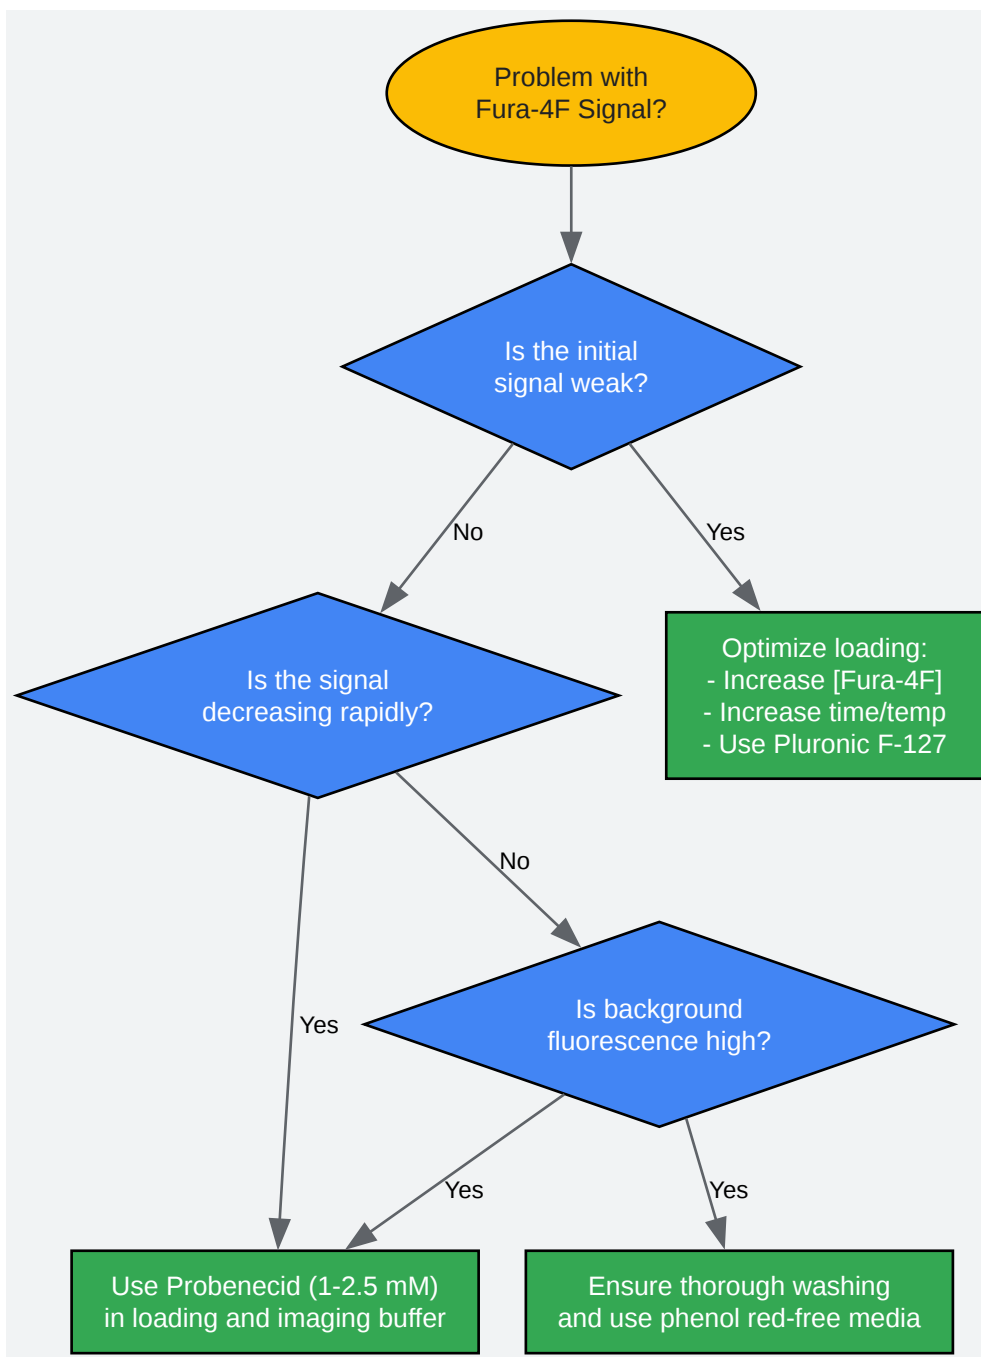 Problem with
Fura-4F Signal?
Is the initial
signal weak?
No
Yes
Is the signal
decreasing rapidly?
Optimize loading:
- Increase [Fura-4F]
- Increase time/temp
- Use Pluronic F-127
No
Yes
Is background
fluorescence high?
Yes
Yes
Use Probenecid (1-2.5 mM)
in loading and imaging buffer
Ensure thorough washing
and use phenol red-free media